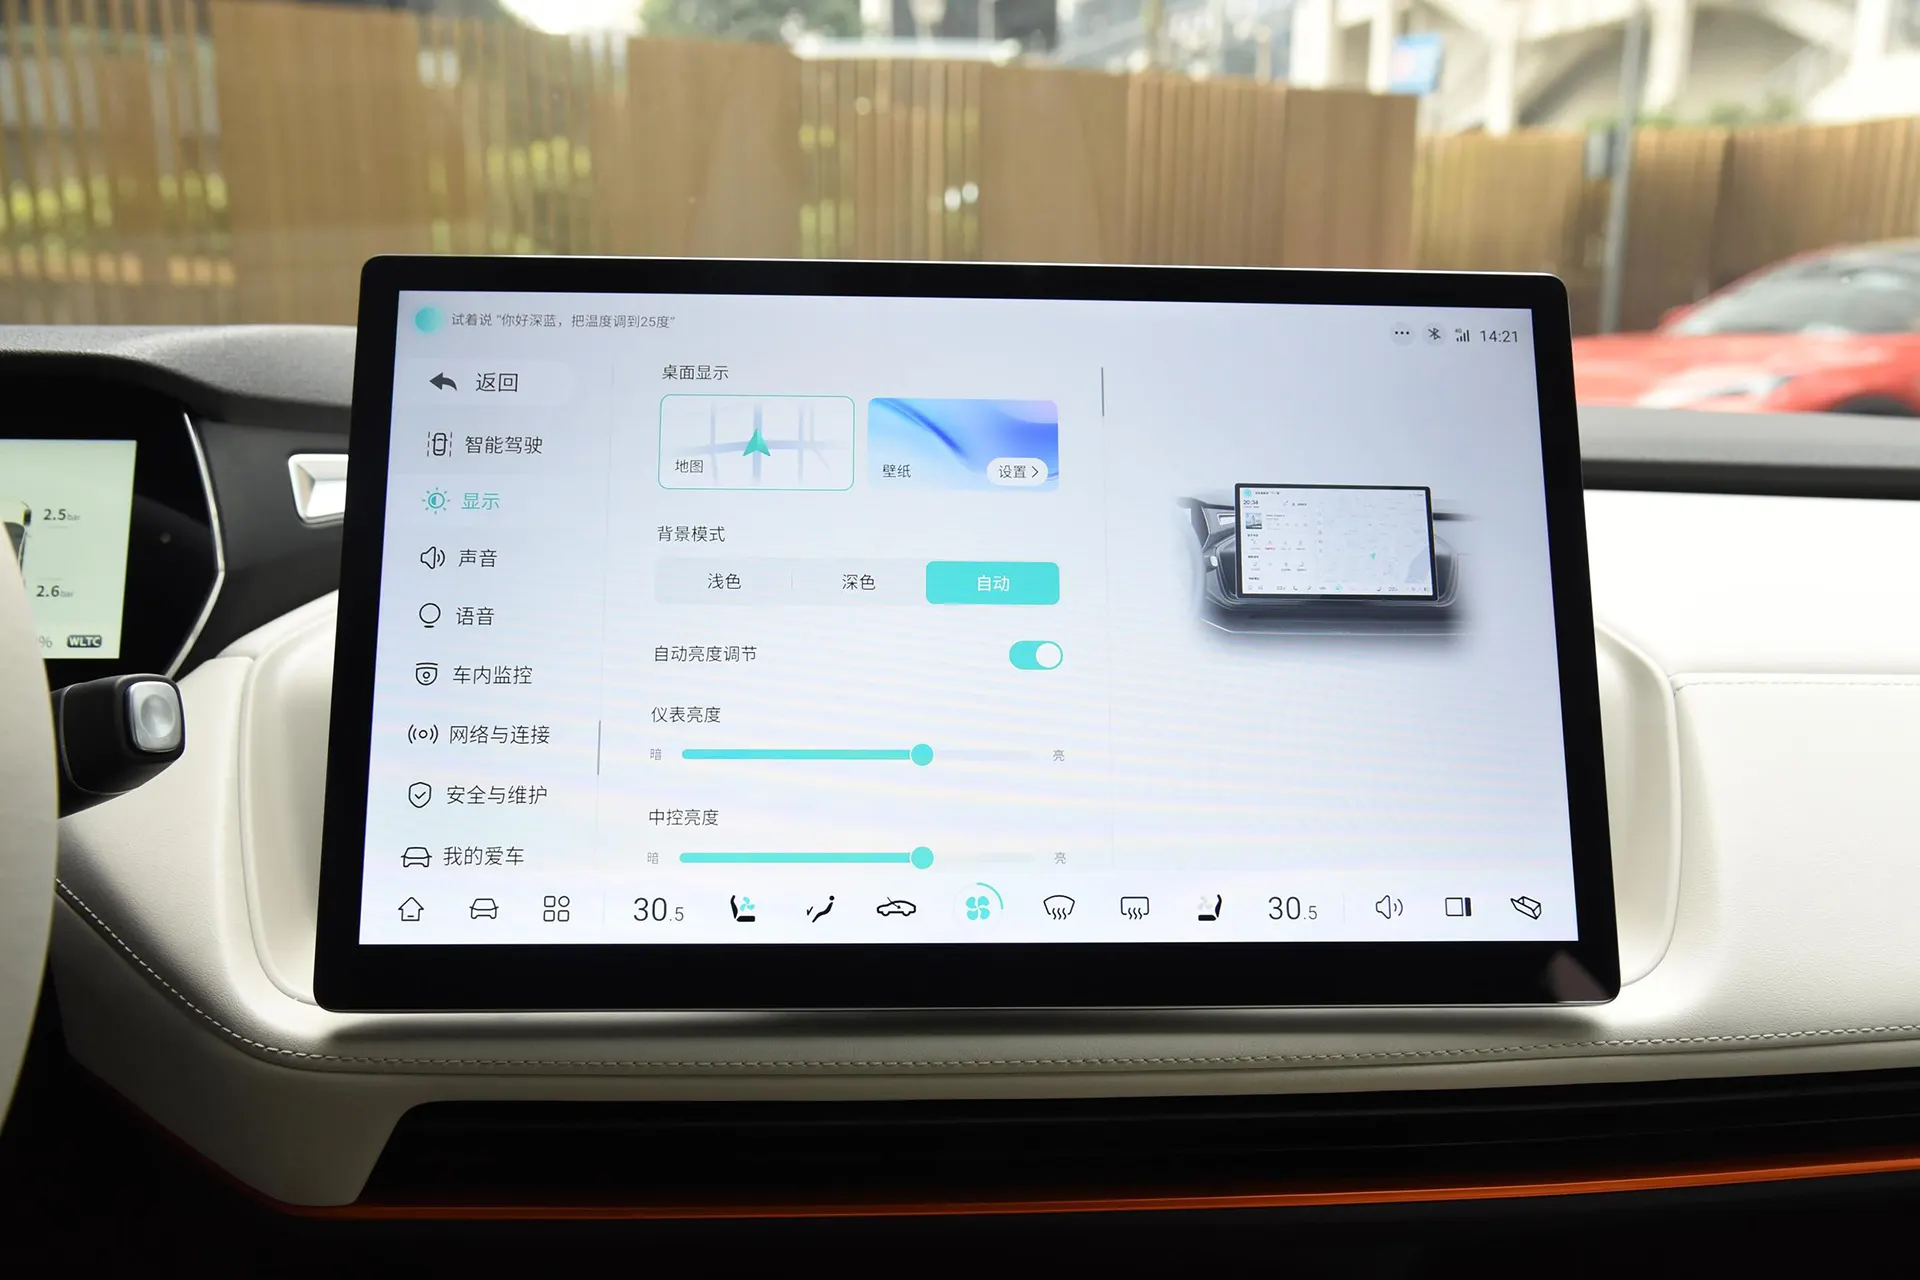 试着说 “你好深蓝，把温度调到25度”
4G
14:21
返回
智能驾驶
显示
声音
语音
车内监控
网络与连接
安全与维护
我的爱车
桌面显示
地图
壁纸
设置 >
背景模式
浅色 深色 自动
自动亮度调节
仪表亮度
暗 亮
中控亮度
暗 亮
30.5 30.5
2.5bar
2.6bar
% WLTC